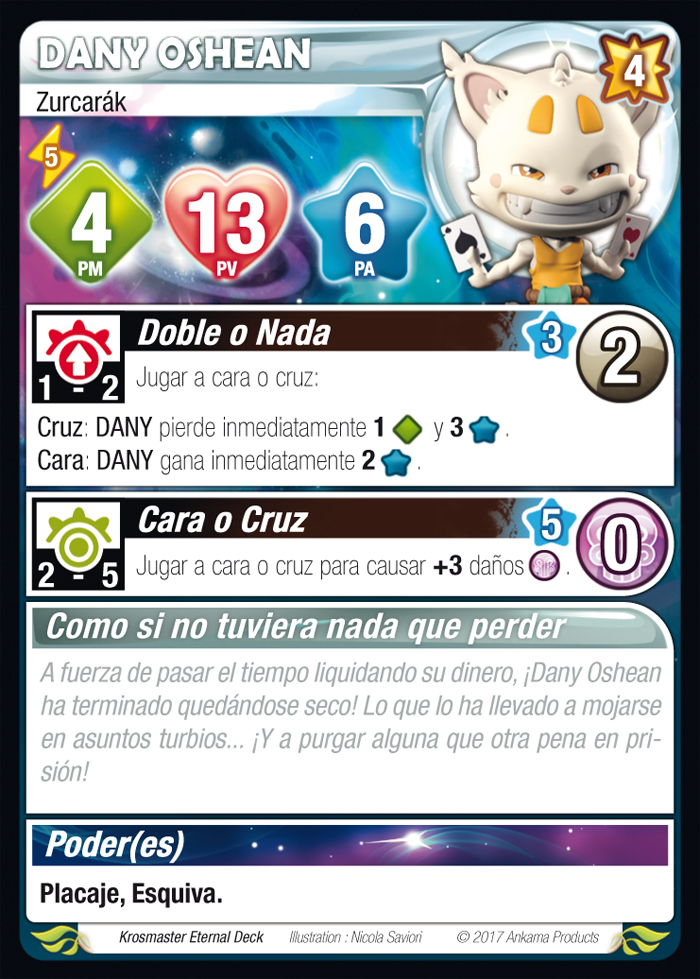 DANY OSHEAN
4
Zurcarák
5
4
PM
13
PV
6
PA
Doble o Nada
3
2
1 - 2
Jugar a cara o cruz:
Cruz: DANY pierde inmediatamente 1 y 3 .
Cara: DANY gana inmediatamente 2 .
Cara o Cruz
5
0
2 - 5
Jugar a cara o cruz para causar +3 daños .
Como si no tuviera nada que perder
A fuerza de pasar el tiempo liquidando su dinero, ¡Dany Oshean
ha terminado quedándose seco! Lo que lo ha llevado a mojarse
en asuntos turbios... ¡Y a purgar alguna que otra pena en pri-
sión!
Poder(es)
Placaje, Esquiva.
Krosmaster Eternal Deck Illustration : Nicola Saviori © 2017 Ankama Products